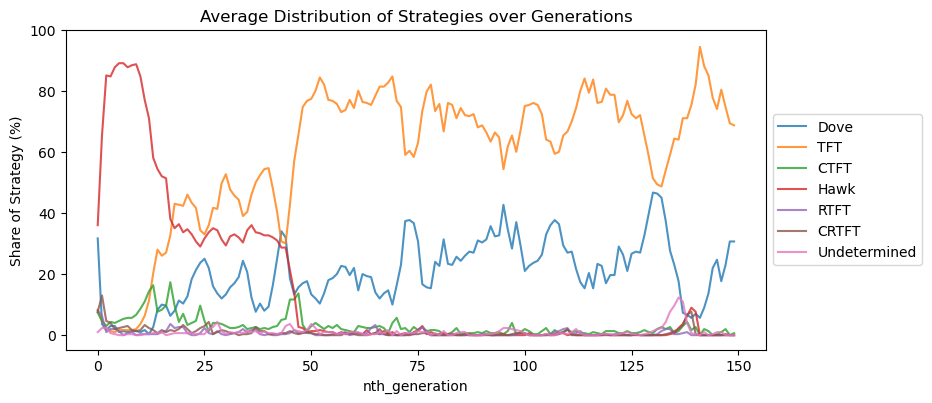 Average Distribution of Strategies over Generations
Share of Strategy (%)
100
80
60
40
20
0
0 25 50 75 100 125 150
nth_generation
Dove
TFT
CTFT
Hawk
RTFT
CRTFT
Undetermined